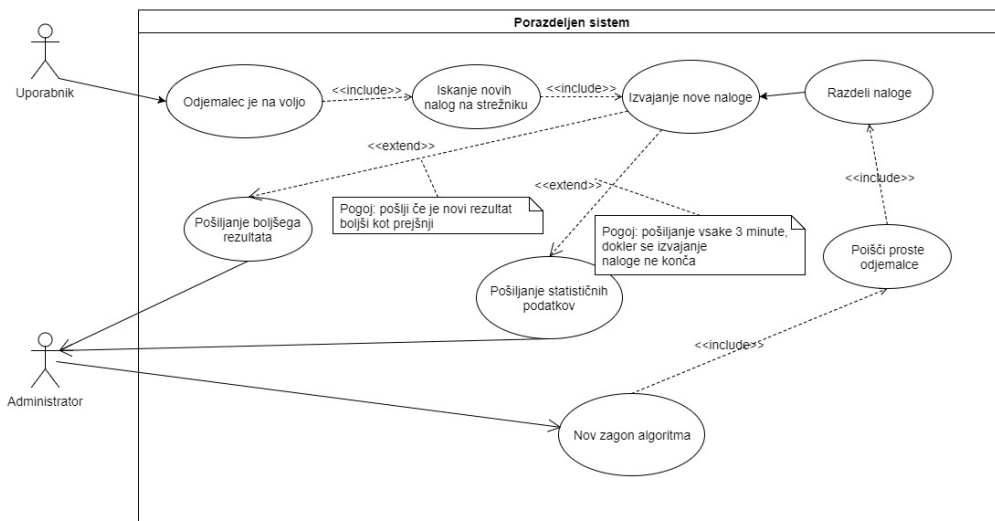 Porazdeljen sistem
Uporabnik
Odjemalec je na voljo
<<include>>
Iskanje novih
nalog na strežniku
<<include>>
Izvajanje nove naloge
Razdeli naloge
<<extend>>
<<extend>>
<<include>>
Pošiljanje boljšega
rezultata
Pogoj: pošlji če je novi rezultat
boljši kot prejšnji
Pogoj: pošiljanje vsake 3 minute,
dokler se izvajanje
naloge ne konča
Poišči proste
odjemalce
Pošiljanje statističnih
podatkov
<<include>>
Administrator
Nov zagon algoritma